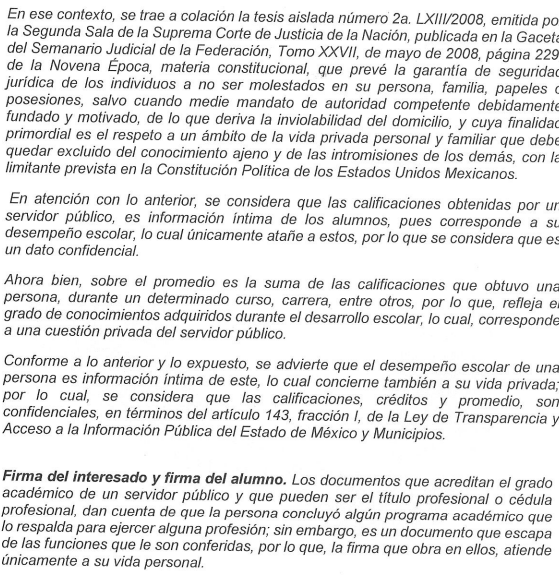 En ese contexto, se trae a colación la tesis aislada número 2a. LXIII/2008, emitida po
la Segunda Sala de la Suprema Corte de Justicia de la Nación, publicada en la Gaceta
del Semanario Judicial de la Federación, Tomo XXVII, de mayo de 2008, página 229
de la Novena Época, materia constitucional, que prevé la garantía de seguridad
jurídica de los individuos a no ser molestados en su persona, familia, papeles o
posesiones, salvo cuando medie mandato de autoridad competente debidamente
fundado y motivado, de lo que deriva la inviolabilidad del domicilio, y cuya finalidad
primordial es el respeto a un ámbito de la vida privada personal y familiar que debe
quedar excluido del conocimiento ajeno y de las intromisiones de los demás, con la
limitante prevista en la Constitución Política de los Estados Unidos Mexicanos.
En atención con lo anterior, se considera que las calificaciones obtenidas por un
servidor público, es información íntima de los alumnos, pues corresponde a su
desempeño escolar, lo cual únicamente atañe a estos, por lo que se considera que es
un dato confidencial.
Ahora bien, sobre el promedio es la suma de las calificaciones que obtuvo una
persona, durante un determinado curso, carrera, entre otros, por lo que, refleja el
grado de conocimientos adquiridos durante el desarrollo escolar, lo cual, corresponde
a una cuestión privada del servidor público.
Conforme a lo anterior y lo expuesto, se advierte que el desempeño escolar de una
persona es información íntima de este, lo cual concierne también a su vida privada;
por lo cual, se considera que las calificaciones, créditos y promedio, son
confidenciales, en términos del artículo 143, fracción I, de la Ley de Transparencia y
Acceso a la Información Pública del Estado de México y Municipios.
Firma del interesado y firma del alumno. Los documentos que acreditan el grado
académico de un servidor público y que pueden ser el título profesional o cédula
profesional, dan cuenta de que la persona concluyó algún programa académico que
lo respalda para ejercer alguna profesión; sin embargo, es un documento que escapa
de las funciones que le son conferidas, por lo que, la firma que obra en ellos, atiende
únicamente a su vida personal.